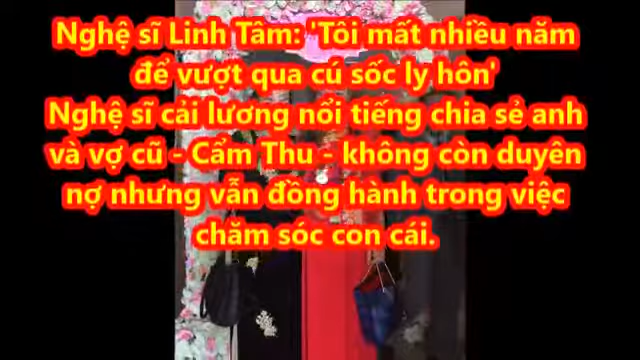 Nghệ sĩ Linh Tâm: 'Tôi mất nhiều năm
để vượt qua cú sốc ly hôn'
Nghệ sĩ cải lương nổi tiếng chia sẻ anh
và vợ cũ - Cẩm Thu - không còn duyên
nợ nhưng vẫn đồng hành trong việc
chăm sóc con cái.